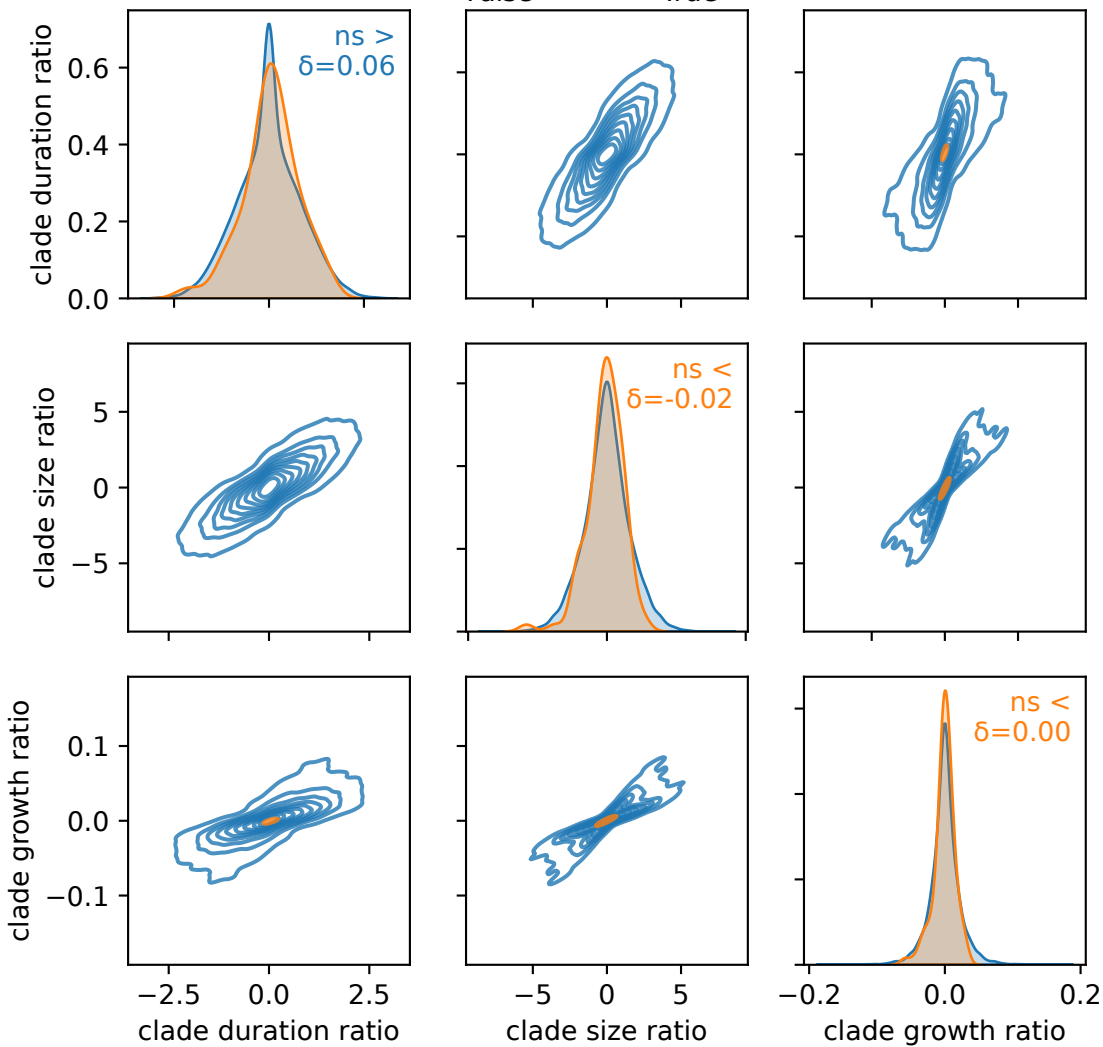 clade duration ratio
0.6
0.4
0.2
0.0
ns >
δ=0.06
clade size ratio
5
0
−5
ns <
δ=-0.02
clade growth ratio
0.1
0.0
−0.1
ns <
δ=0.00
−2.5 0.0 2.5
−5 0 5
−0.2 0.0 0.2
clade duration ratio
clade size ratio
clade growth ratio